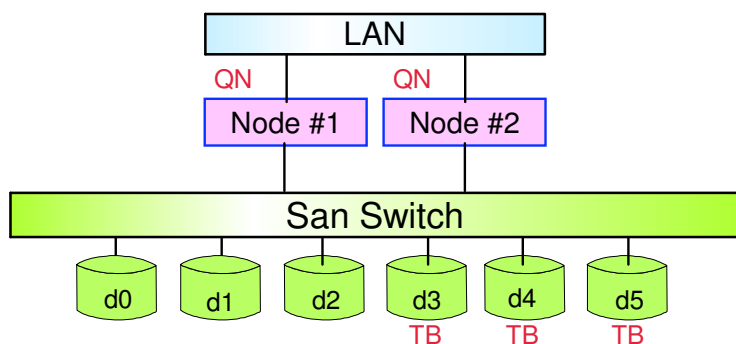 LAN
QN QN
Node #1 Node #2
San Switch
d0 d1 d2 d3 d4 d5
TB TB TB